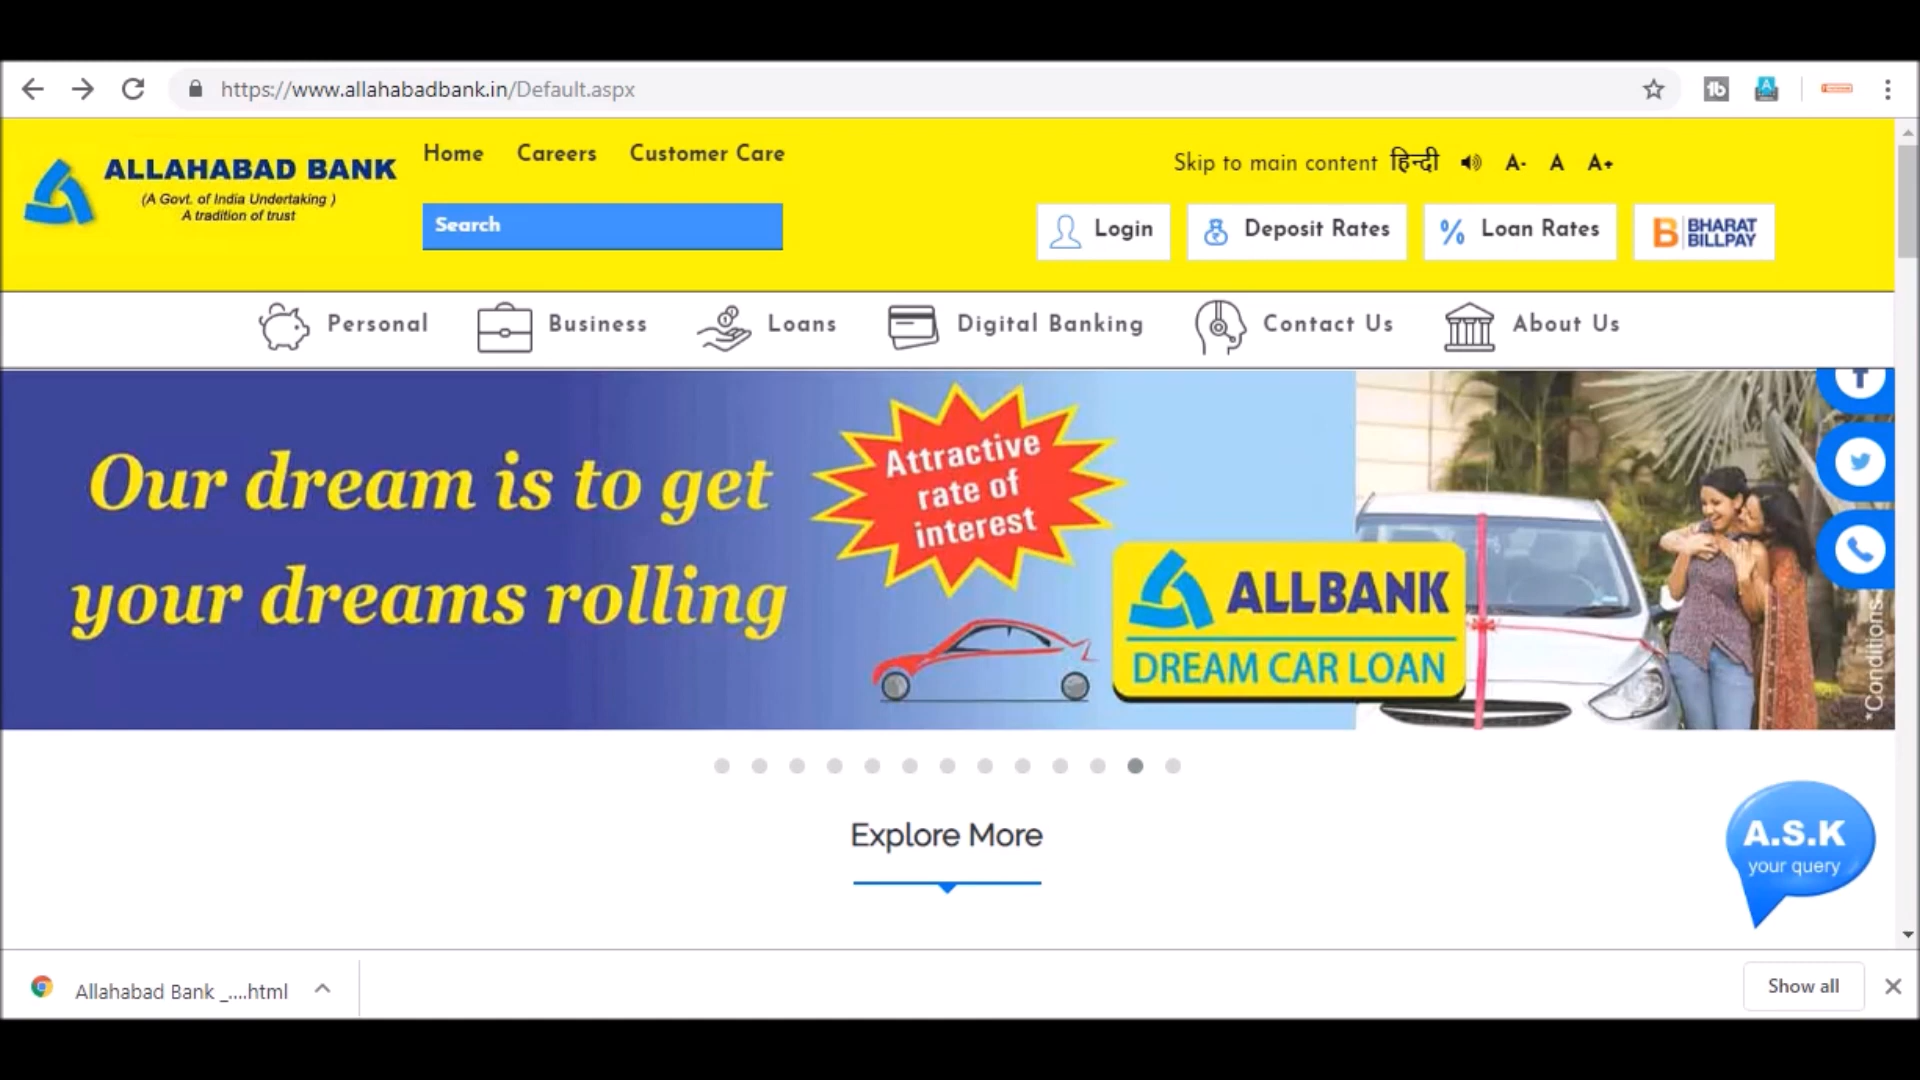 https://www.allahabadbank.in/Default.aspx
ALLAHABAD BANK
(A Govt. of India Undertaking )
A tradition of trust
Home Careers Customer Care
Search
Skip to main content हिन्दी A- A A+
Login Deposit Rates Loan Rates
BHARAT
BILLPAY
Personal Business Loans Digital Banking Contact Us About Us
Our dream is to get
your dreams rolling
Attractive
rate of
interest
ALLBANK
DREAM CAR LOAN
*Conditions
Explore More
A.S.K
your query
Allahabad Bank _....html
Show all